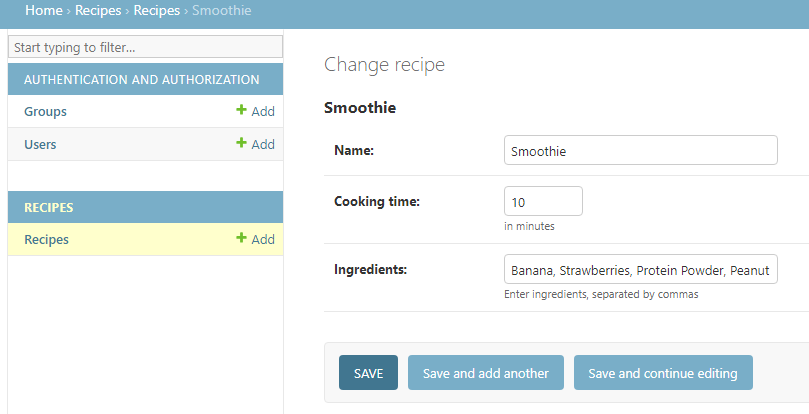 Home › Recipes › Recipes › Smoothie
Start typing to filter...
AUTHENTICATION AND AUTHORIZATION
Groups + Add
Users + Add
RECIPES
Recipes + Add
Change recipe
Smoothie
Name: Smoothie
Cooking time: 10
in minutes
Ingredients: Banana, Strawberries, Protein Powder, Peanut
Enter ingredients, separated by commas
SAVE Save and add another Save and continue editing